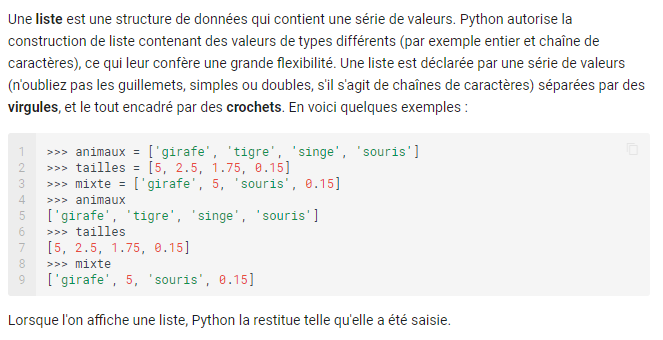 Une liste est une structure de données qui contient une série de valeurs. Python autorise la
construction de liste contenant des valeurs de types différents (par exemple entier et chaîne de
caractères), ce qui leur confère une grande flexibilité. Une liste est déclarée par une série de valeurs
(n'oubliez pas les guillemets, simples ou doubles, s'il s'agit de chaînes de caractères) séparées par des
virgules, et le tout encadré par des crochets. En voici quelques exemples :
1 >>> animaux = ['girafe', 'tigre', 'singe', 'souris']
2 >>> tailles = [5, 2.5, 1.75, 0.15]
3 >>> mixte = ['girafe', 5, 'souris', 0.15]
4 >>> animaux
5 ['girafe', 'tigre', 'singe', 'souris']
6 >>> tailles
7 [5, 2.5, 1.75, 0.15]
8 >>> mixte
9 ['girafe', 5, 'souris', 0.15]
Lorsque l'on affiche une liste, Python la restitue telle qu'elle a été saisie.